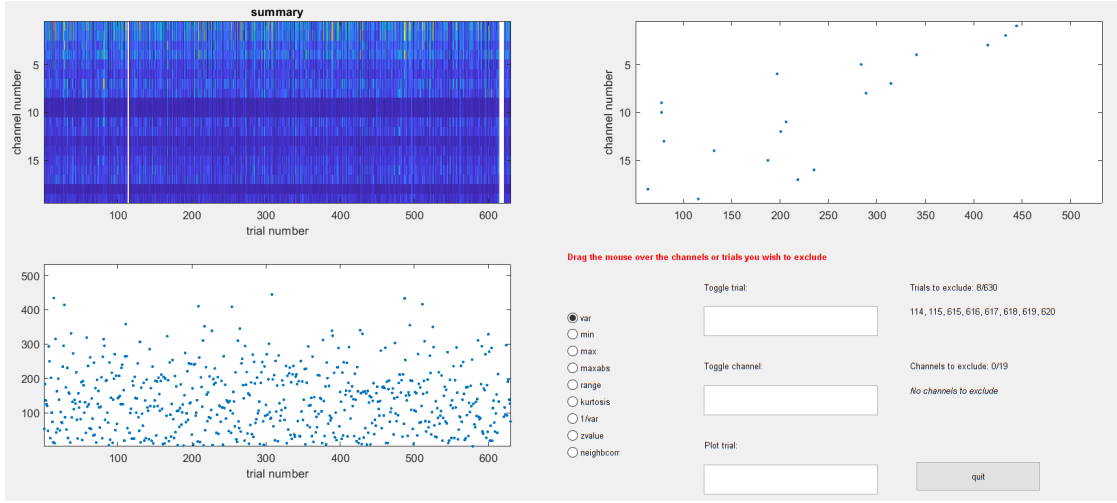 summary
channel number
5
10
15
100 200 300 400 500 600
trial number
channel number
5
10
15
100 150 200 250 300 350 400 450 500
500
400
300
200
100
100 200 300 400 500 600
trial number
Drag the mouse over the channels or trials you wish to exclude
var
min
max
maxabs
range
kurtosis
1/var
zvalue
neighbcorr
Toggle trial:
Toggle channel:
Plot trial:
Trials to exclude: 8/630
114, 115, 615, 616, 617, 618, 619, 620
Channels to exclude: 0/19
No channels to exclude
quit